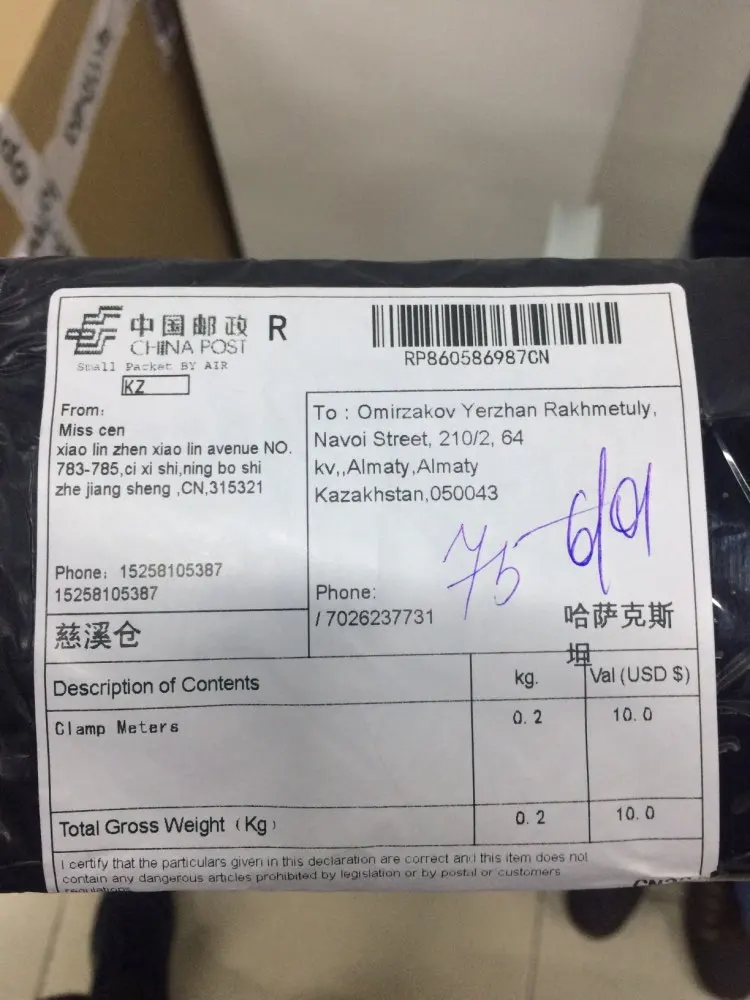 中国邮政 R
CHINA POST
Small Packet BY AIR
KZ
RP860586987CN
From:
Miss cen
xiao lin zhen xiao lin avenue NO.
783-785,ci xi shi,ning bo shi
zhe jiang sheng ,CN,315321
Phone: 15258105387
15258105387
慈溪仓
To : Omirzakov Yerzhan Rakhmetuly,
Navoi Street, 210/2, 64
kv,,Almaty,Almaty
Kazakhstan,050043
75
Phone:
/ 7026237731
哈萨克斯
坦
Description of Contents kg. Val (USD $)
Clamp Meters 0.2 10.0
Total Gross Weight (Kg) 0.2 10.0
I certify that the particulars given in this declaration are correct and this item does not
contain any dangerous articles prohibited by legislation or by postal or customers
regulations